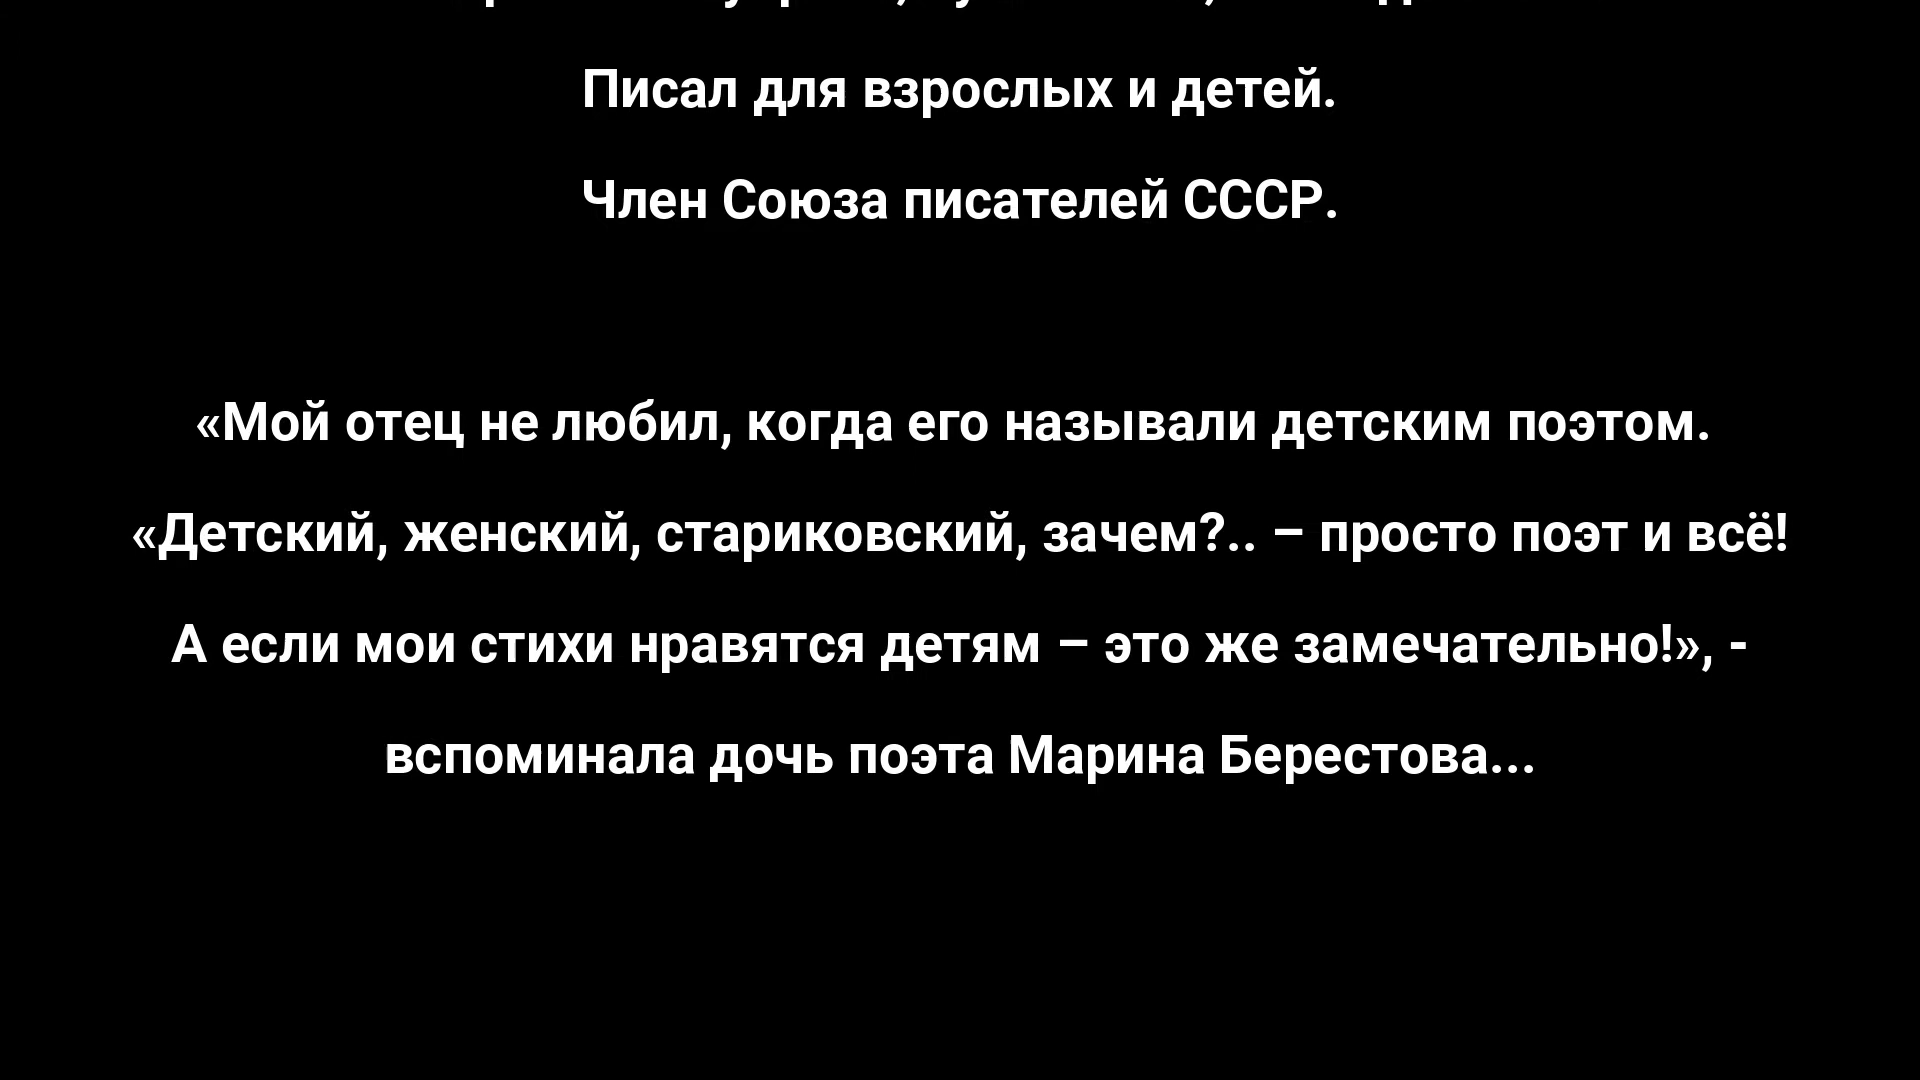 Писал для взрослых и детей.
Член Союза писателей СССР.
«Мой отец не любил, когда его называли детским поэтом.
«Детский, женский, стариковский, зачем?.. – просто поэт и всё!
А если мои стихи нравятся детям – это же замечательно!», -
вспоминала дочь поэта Марина Берестова...